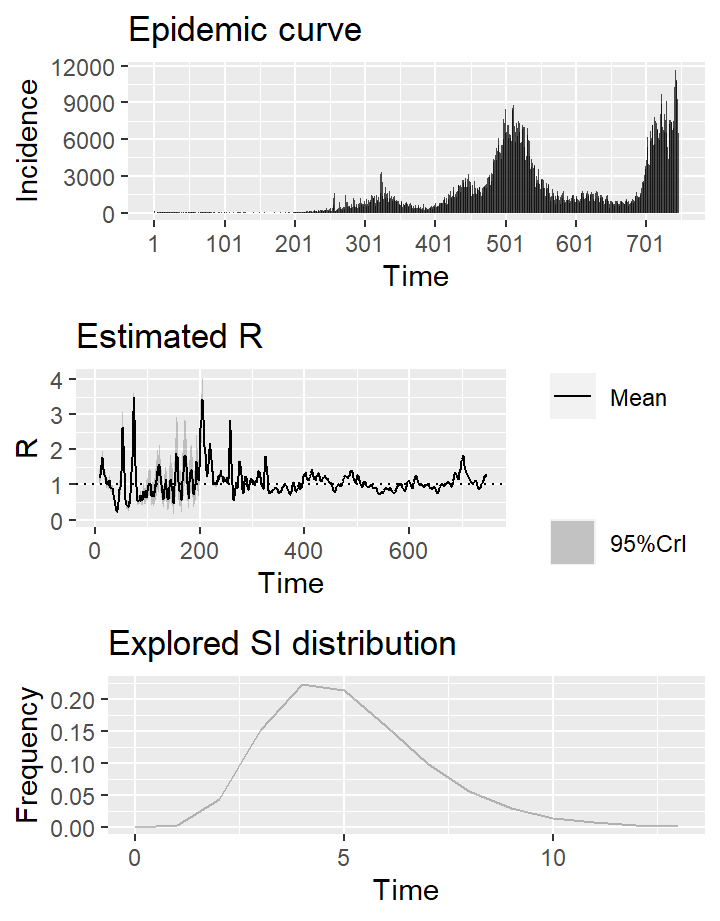 Epidemic curve
12000
9000
6000
3000
0
Incidence
1 101 201 301 401 501 601 701
Time
Estimated R
4
3
2
1
0
R
0 200 400 600
Time
Mean
95%CrI
Explored SI distribution
0.20
0.15
0.10
0.05
0.00
Frequency
0 5 10
Time